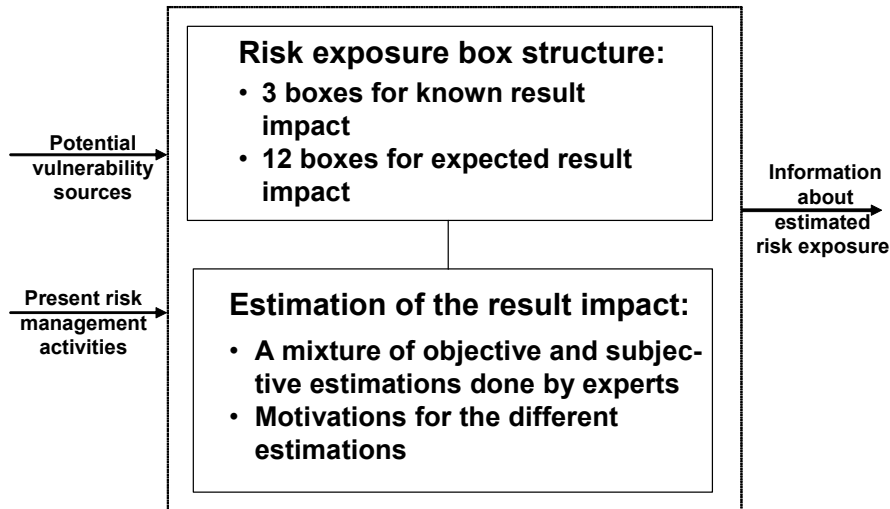 Risk exposure box structure:
• 3 boxes for known result
impact
• 12 boxes for expected result
impact
Potential
vulnerability
sources
Information
about
estimated
risk exposure
Present risk
management
activities
Estimation of the result impact:
• A mixture of objective and subjec-
tive estimations done by experts
• Motivations for the different
estimations